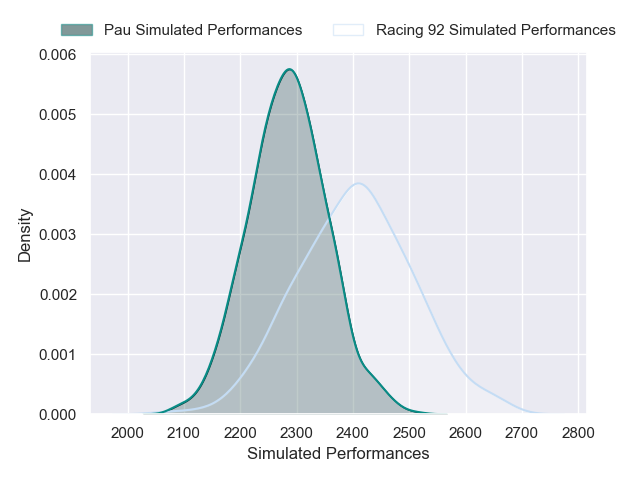 Pau Simulated Performances Racing 92 Simulated Performances
0.006
0.005
0.004
0.003
0.002
0.001
0.000
Density
2000 2100 2200 2300 2400 2500 2600 2700 2800
Simulated Performances